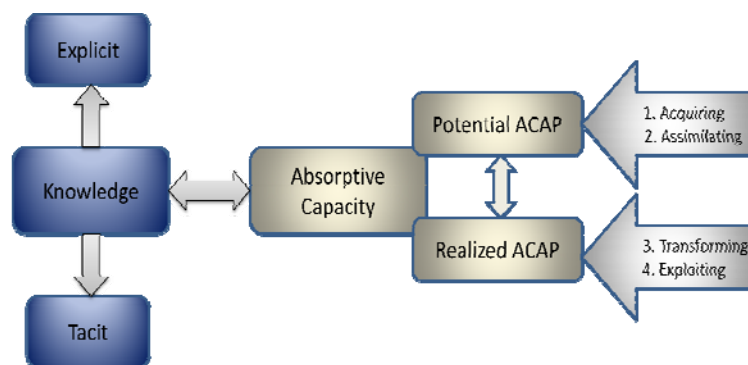 Explicit
Knowledge
Tacit
Absorptive
Capacity
Potential ACAP
Realized ACAP
1. Acquiring
2. Assimilating
3. Transforming
4. Exploiting